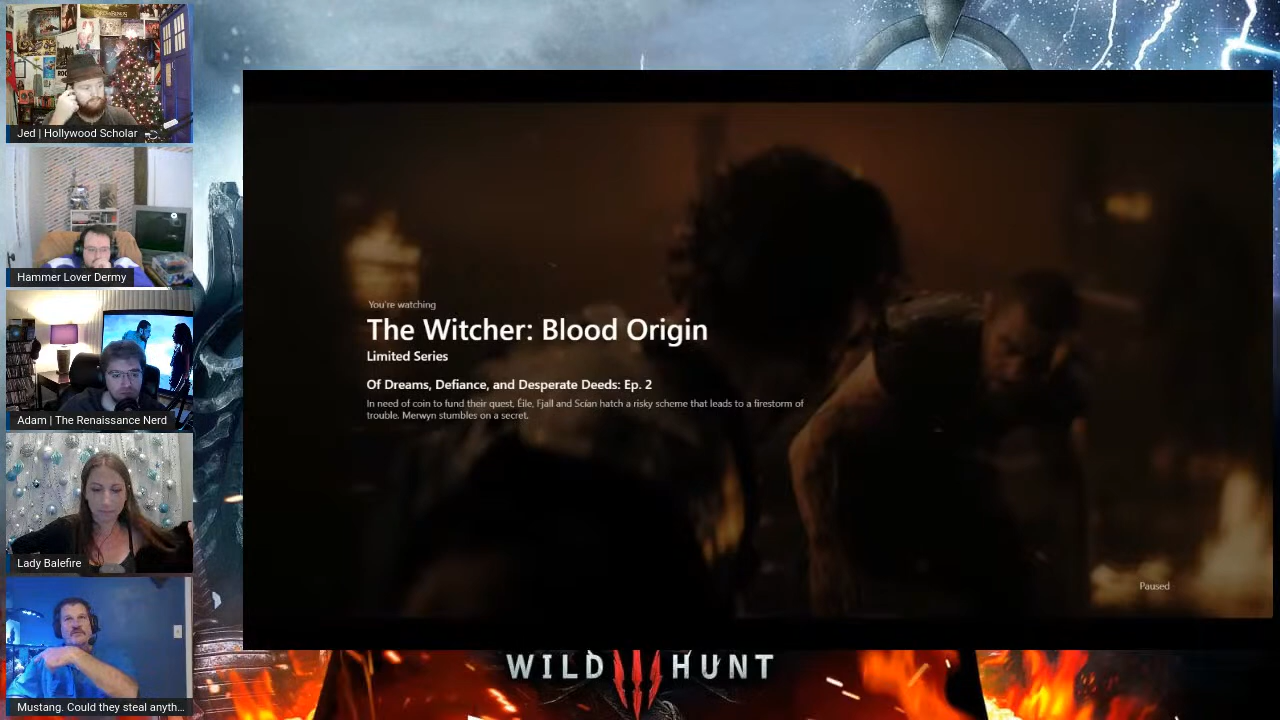 Jed | Hollywood Scholar
Hammer Lover Dermy
Adam | The Renaissance Nerd
Lady Balefire
Mustang. Could they steal anyth...
You're watching
The Witcher: Blood Origin
Limited Series
Of Dreams, Defiance, and Desperate Deeds: Ep. 2
In need of coin to fund their quest, Éile, Fjall and Scían hatch a risky scheme that leads to a firestorm of
trouble. Merwyn stumbles on a secret.
Paused
WILD HUNT